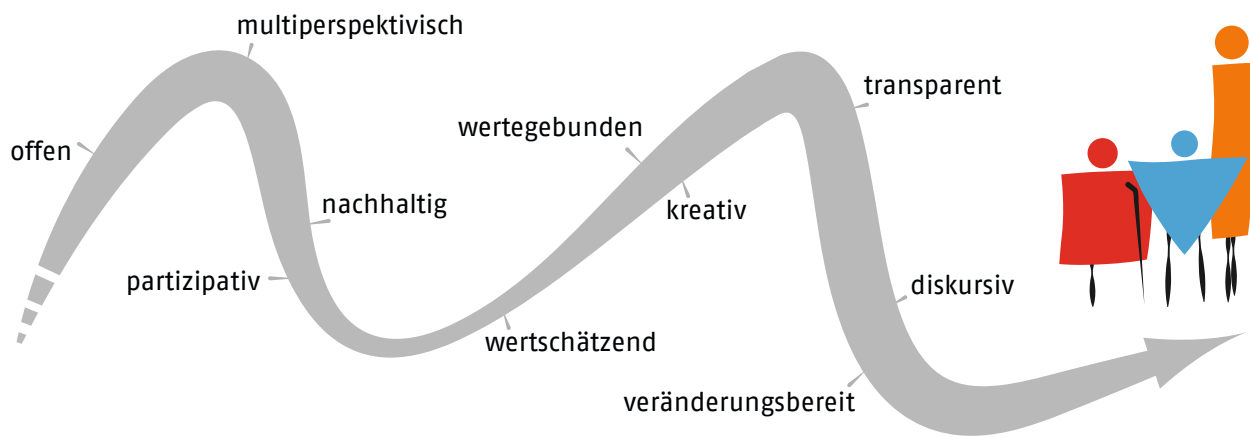 multiperspektivisch
offen
nachhaltig
partizipativ
wertschätzend
wertegebunden
kreativ
transparent
diskursiv
veränderungsbereit